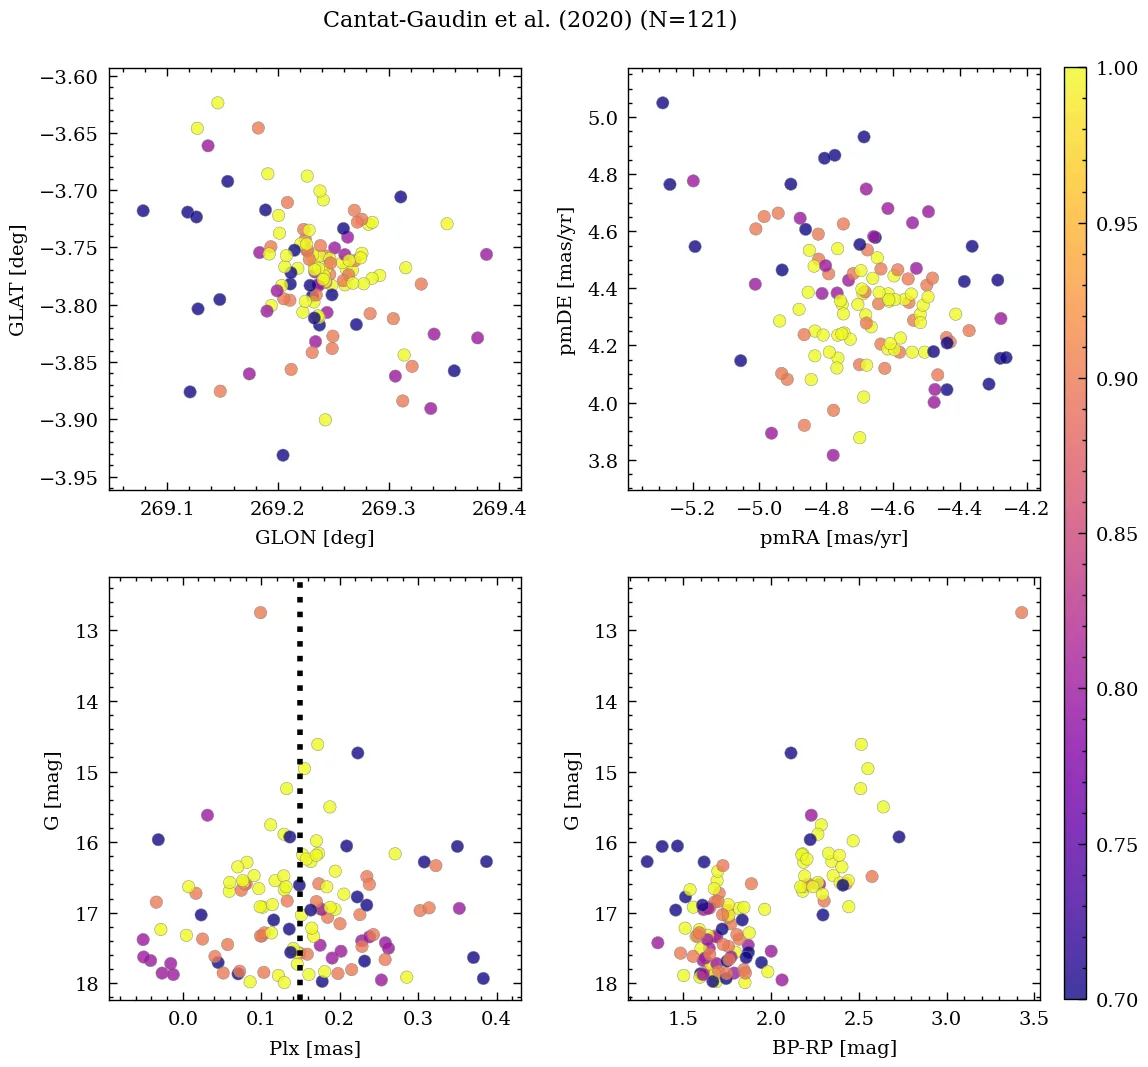 Cantat-Gaudin et al. (2020) (N=121)
−3.60
−3.65
−3.70
−3.75
−3.80
−3.85
−3.90
−3.95
GLAT [deg]
269.1 269.2 269.3 269.4
GLON [deg]
5.0
4.8
4.6
4.4
4.2
4.0
3.8
pmDE [mas/yr]
−5.2 −5.0 −4.8 −4.6 −4.4 −4.2
pmRA [mas/yr]
1.00
0.95
0.90
0.85
0.80
0.75
0.70
13
14
15
16
17
18
G [mag]
0.0 0.1 0.2 0.3 0.4
Plx [mas]
13
14
15
16
17
18
G [mag]
1.5 2.0 2.5 3.0 3.5
BP-RP [mag]